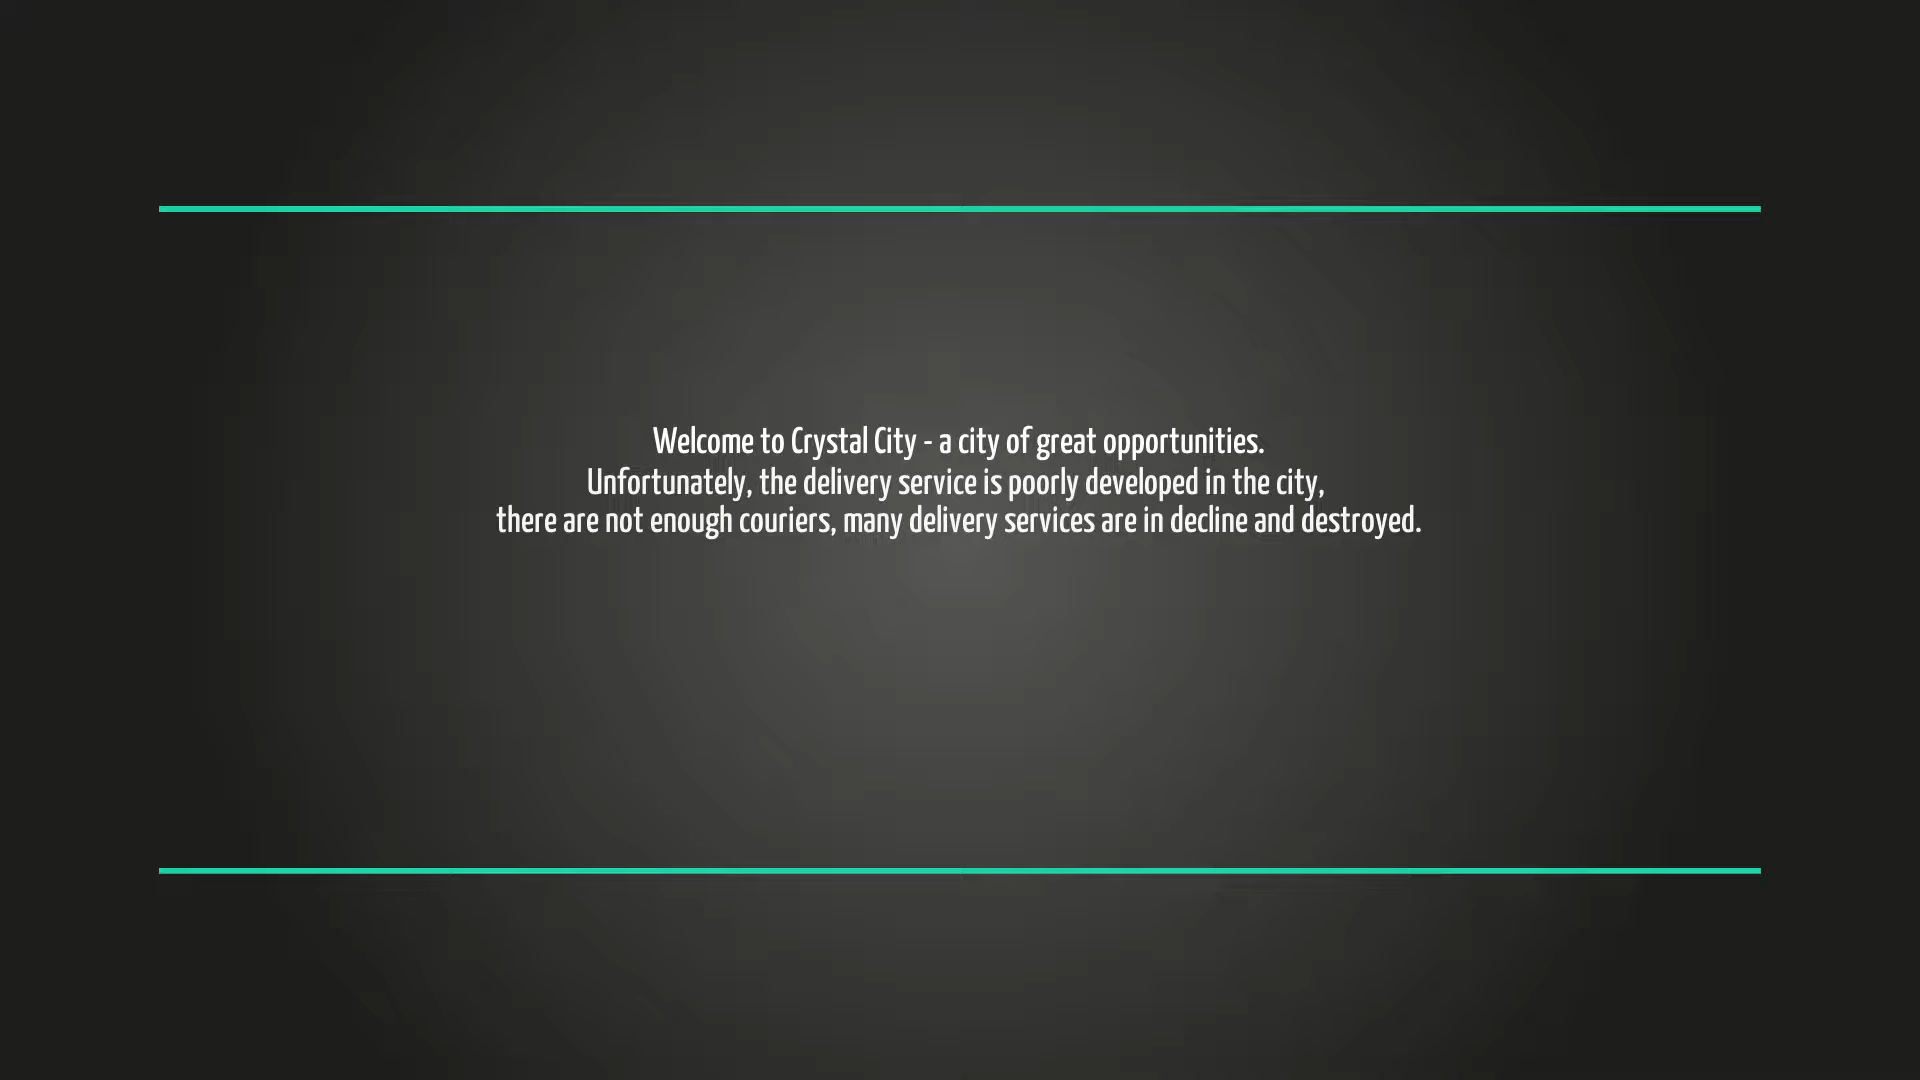 Welcome to Crystal City - a city of great opportunities.
Unfortunately, the delivery service is poorly developed in the city,
there are not enough couriers, many delivery services are in decline and destroyed.